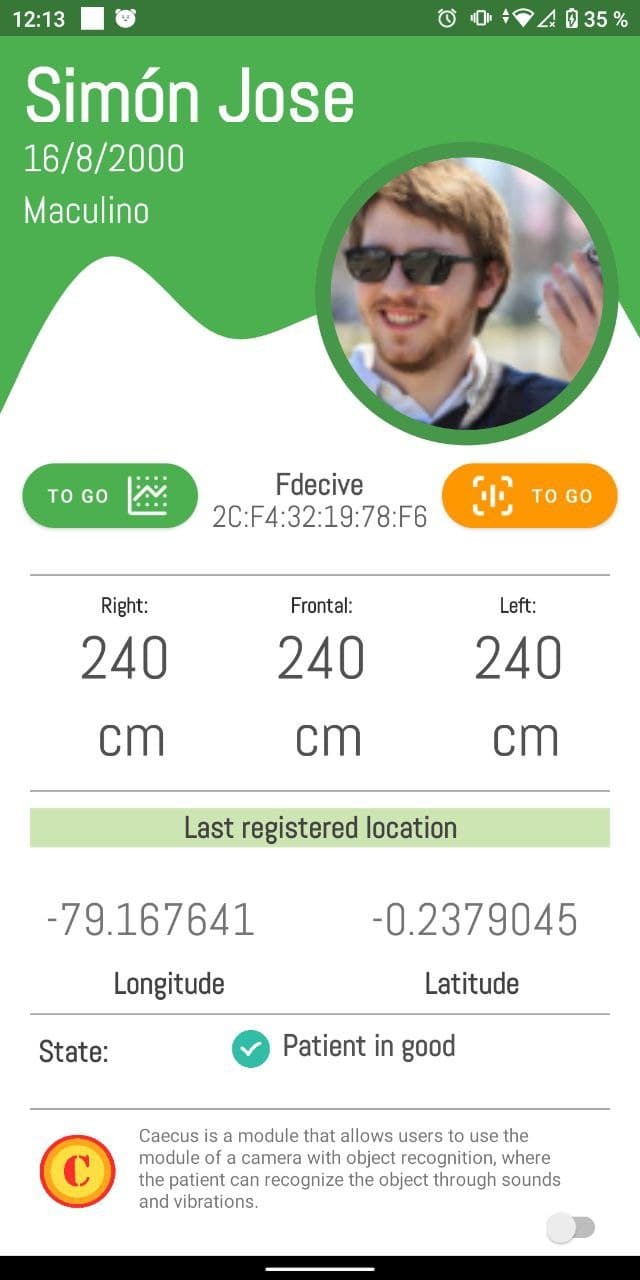 12:13
35 %
Simón Jose
16/8/2000
Maculino
TO GO
Fdecive
2C:F4:32:19:78:F6
TO GO
Right:
Frontal:
Left:
240
240
240
cm
cm
cm
Last registered location
-79.167641
-0.2379045
Longitude
Latitude
State:
Patient in good
C
Caecus is a module that allows users to use the
module of a camera with object recognition, where
the patient can recognize the object through sounds
and vibrations.